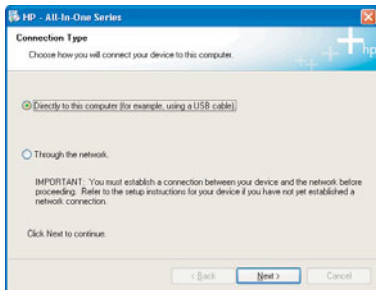 HP - All-In-One Series
Connection Type
Choose how you will connect your device to this computer.
hp
Directly to this computer (for example, using a USB cable).
Through the network.
IMPORTANT: You must establish a connection between your device and the network before
proceeding. Refer to the setup instructions for your device if you have not yet established a
network connection.
Click Next to continue.
< Back Next > Cancel